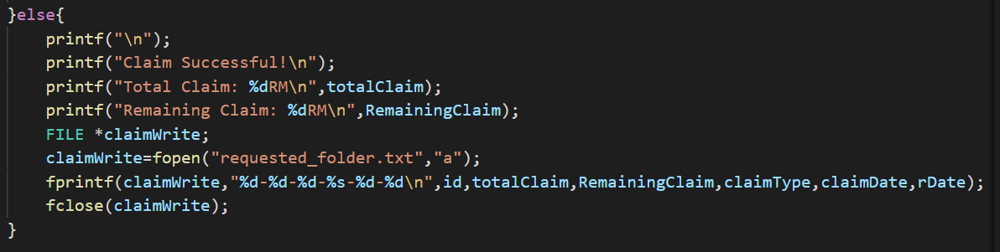 }else{
    printf("\n");
    printf("Claim Successful!\n");
    printf("Total Claim: %dRM\n",totalClaim);
    printf("Remaining Claim: %dRM\n",RemainingClaim);
    FILE *claimWrite;
    claimWrite=fopen("requested_folder.txt","a");
    fprintf(claimWrite,"%d-%d-%d-%s-%d-%d\n",id,totalClaim,RemainingClaim,claimType,claimDate,rDate);
    fclose(claimWrite);
}